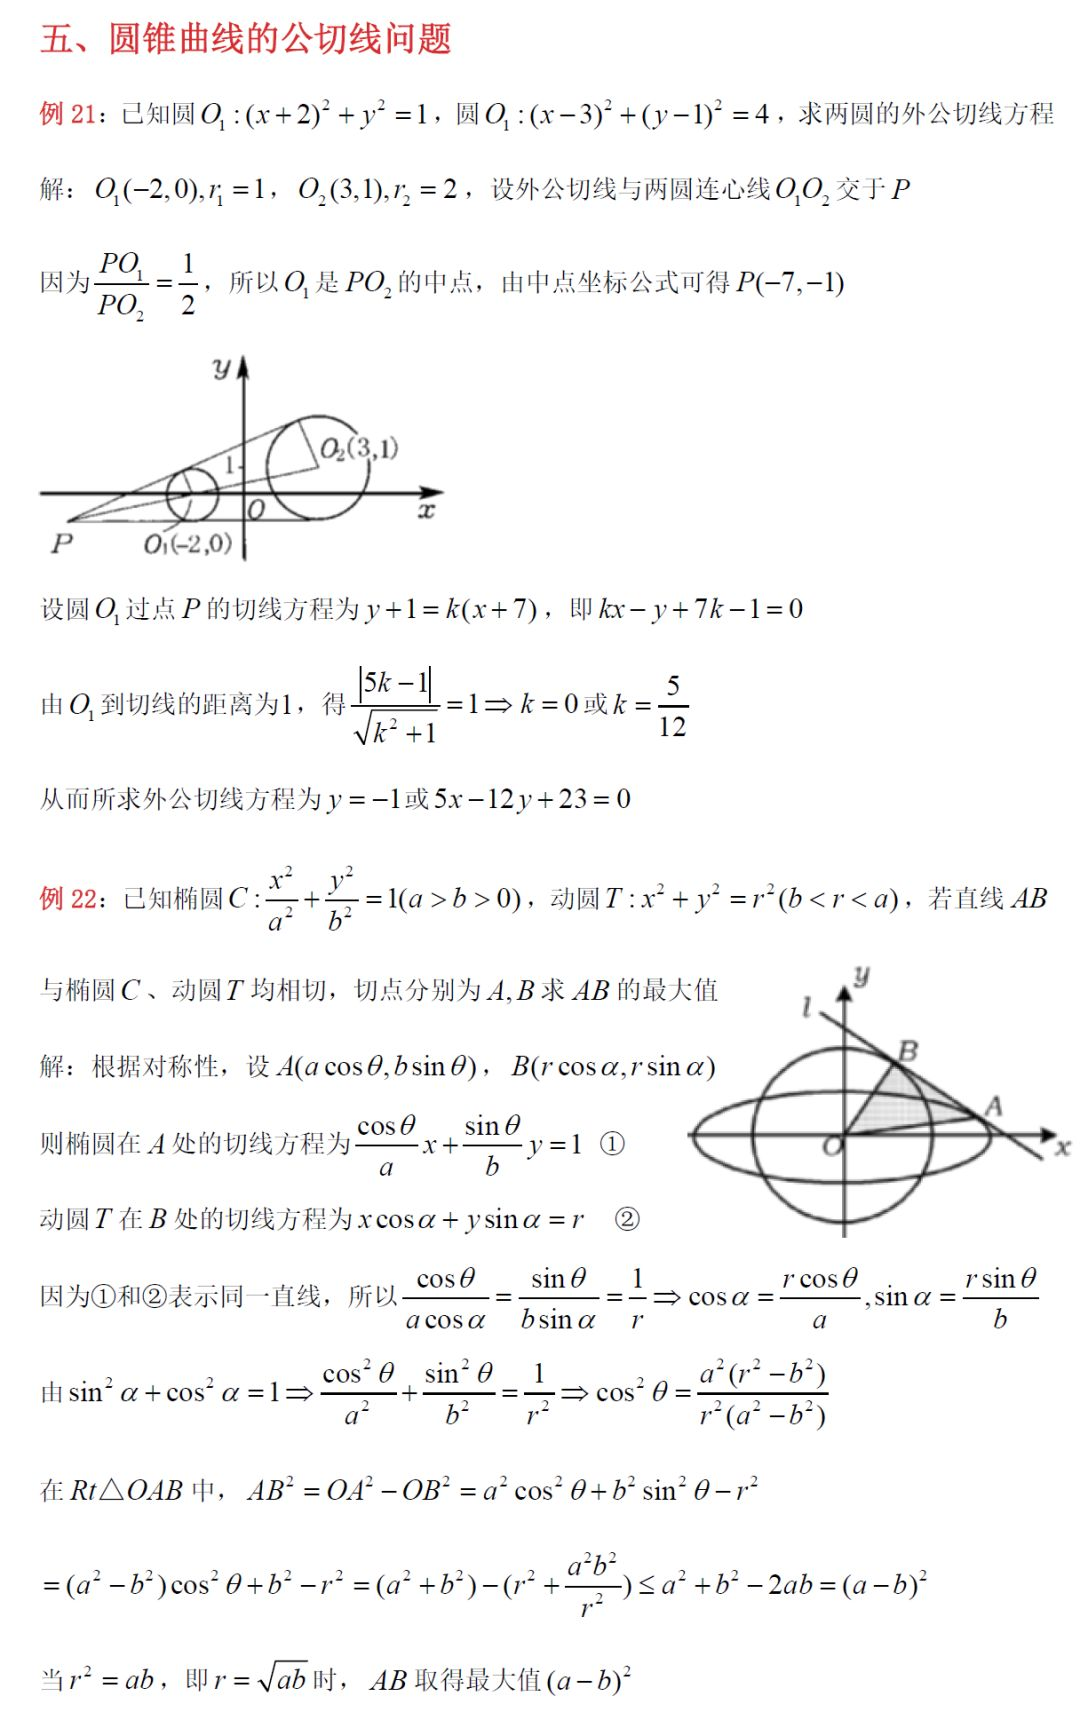 五、圆锥曲线的公切线问题
例 21：已知圆 $O_1:(x+2)^2+y^2=1$，圆 $O_1:(x-3)^2+(y-1)^2=4$，求两圆的外公切线方程
解：$O_1(-2,0),r_1=1$，$O_2(3,1),r_2=2$，设外公切线与两圆连心线 $O_1O_2$ 交于 $P$
因为 $\frac{PO_1}{PO_2}=\frac{1}{2}$，所以 $O_1$ 是 $PO_2$ 的中点，由中点坐标公式可得 $P(-7,-1)$
y
O₂(3,1)
1
O
x
P
O₁(-2,0)
设圆 $O_1$ 过点 $P$ 的切线方程为 $y+1=k(x+7)$，即 $kx-y+7k-1=0$
由 $O_1$ 到切线的距离为1，得 $\frac{|5k-1|}{\sqrt{k^2+1}}=1\Rightarrow k=0$ 或 $k=\frac{5}{12}$
从而所求外公切线方程为 $y=-1$ 或 $5x-12y+23=0$
例 22：已知椭圆 $C:\frac{x^2}{a^2}+\frac{y^2}{b^2}=1(a>b>0)$，动圆 $T:x^2+y^2=r^2(b<r<a)$，若直线 $AB$
与椭圆 $C$、动圆 $T$ 均相切，切点分别为 $A,B$ 求 $AB$ 的最大值
y
l
B
A
O
x
解：根据对称性，设 $A(a\cos\theta,b\sin\theta)$，$B(r\cos\alpha,r\sin\alpha)$
则椭圆在 $A$ 处的切线方程为 $\frac{\cos\theta}{a}x+\frac{\sin\theta}{b}y=1$ ①
动圆 $T$ 在 $B$ 处的切线方程为 $x\cos\alpha+y\sin\alpha=r$ ②
因为①和②表示同一直线，所以 $\frac{\cos\theta}{a\cos\alpha}=\frac{\sin\theta}{b\sin\alpha}=\frac{1}{r}\Rightarrow\cos\alpha=\frac{r\cos\theta}{a},\sin\alpha=\frac{r\sin\theta}{b}$
由 $\sin^2\alpha+\cos^2\alpha=1\Rightarrow\frac{\cos^2\theta}{a^2}+\frac{\sin^2\theta}{b^2}=\frac{1}{r^2}\Rightarrow\cos^2\theta=\frac{a^2(r^2-b^2)}{r^2(a^2-b^2)}$
在 $Rt\triangle OAB$ 中，$AB^2=OA^2-OB^2=a^2\cos^2\theta+b^2\sin^2\theta-r^2$
$=(a^2-b^2)\cos^2\theta+b^2-r^2=(a^2+b^2)-(r^2+\frac{a^2b^2}{r^2})\le a^2+b^2-2ab=(a-b)^2$
当 $r^2=ab$，即 $r=\sqrt{ab}$ 时，$AB$ 取得最大值 $(a-b)^2$